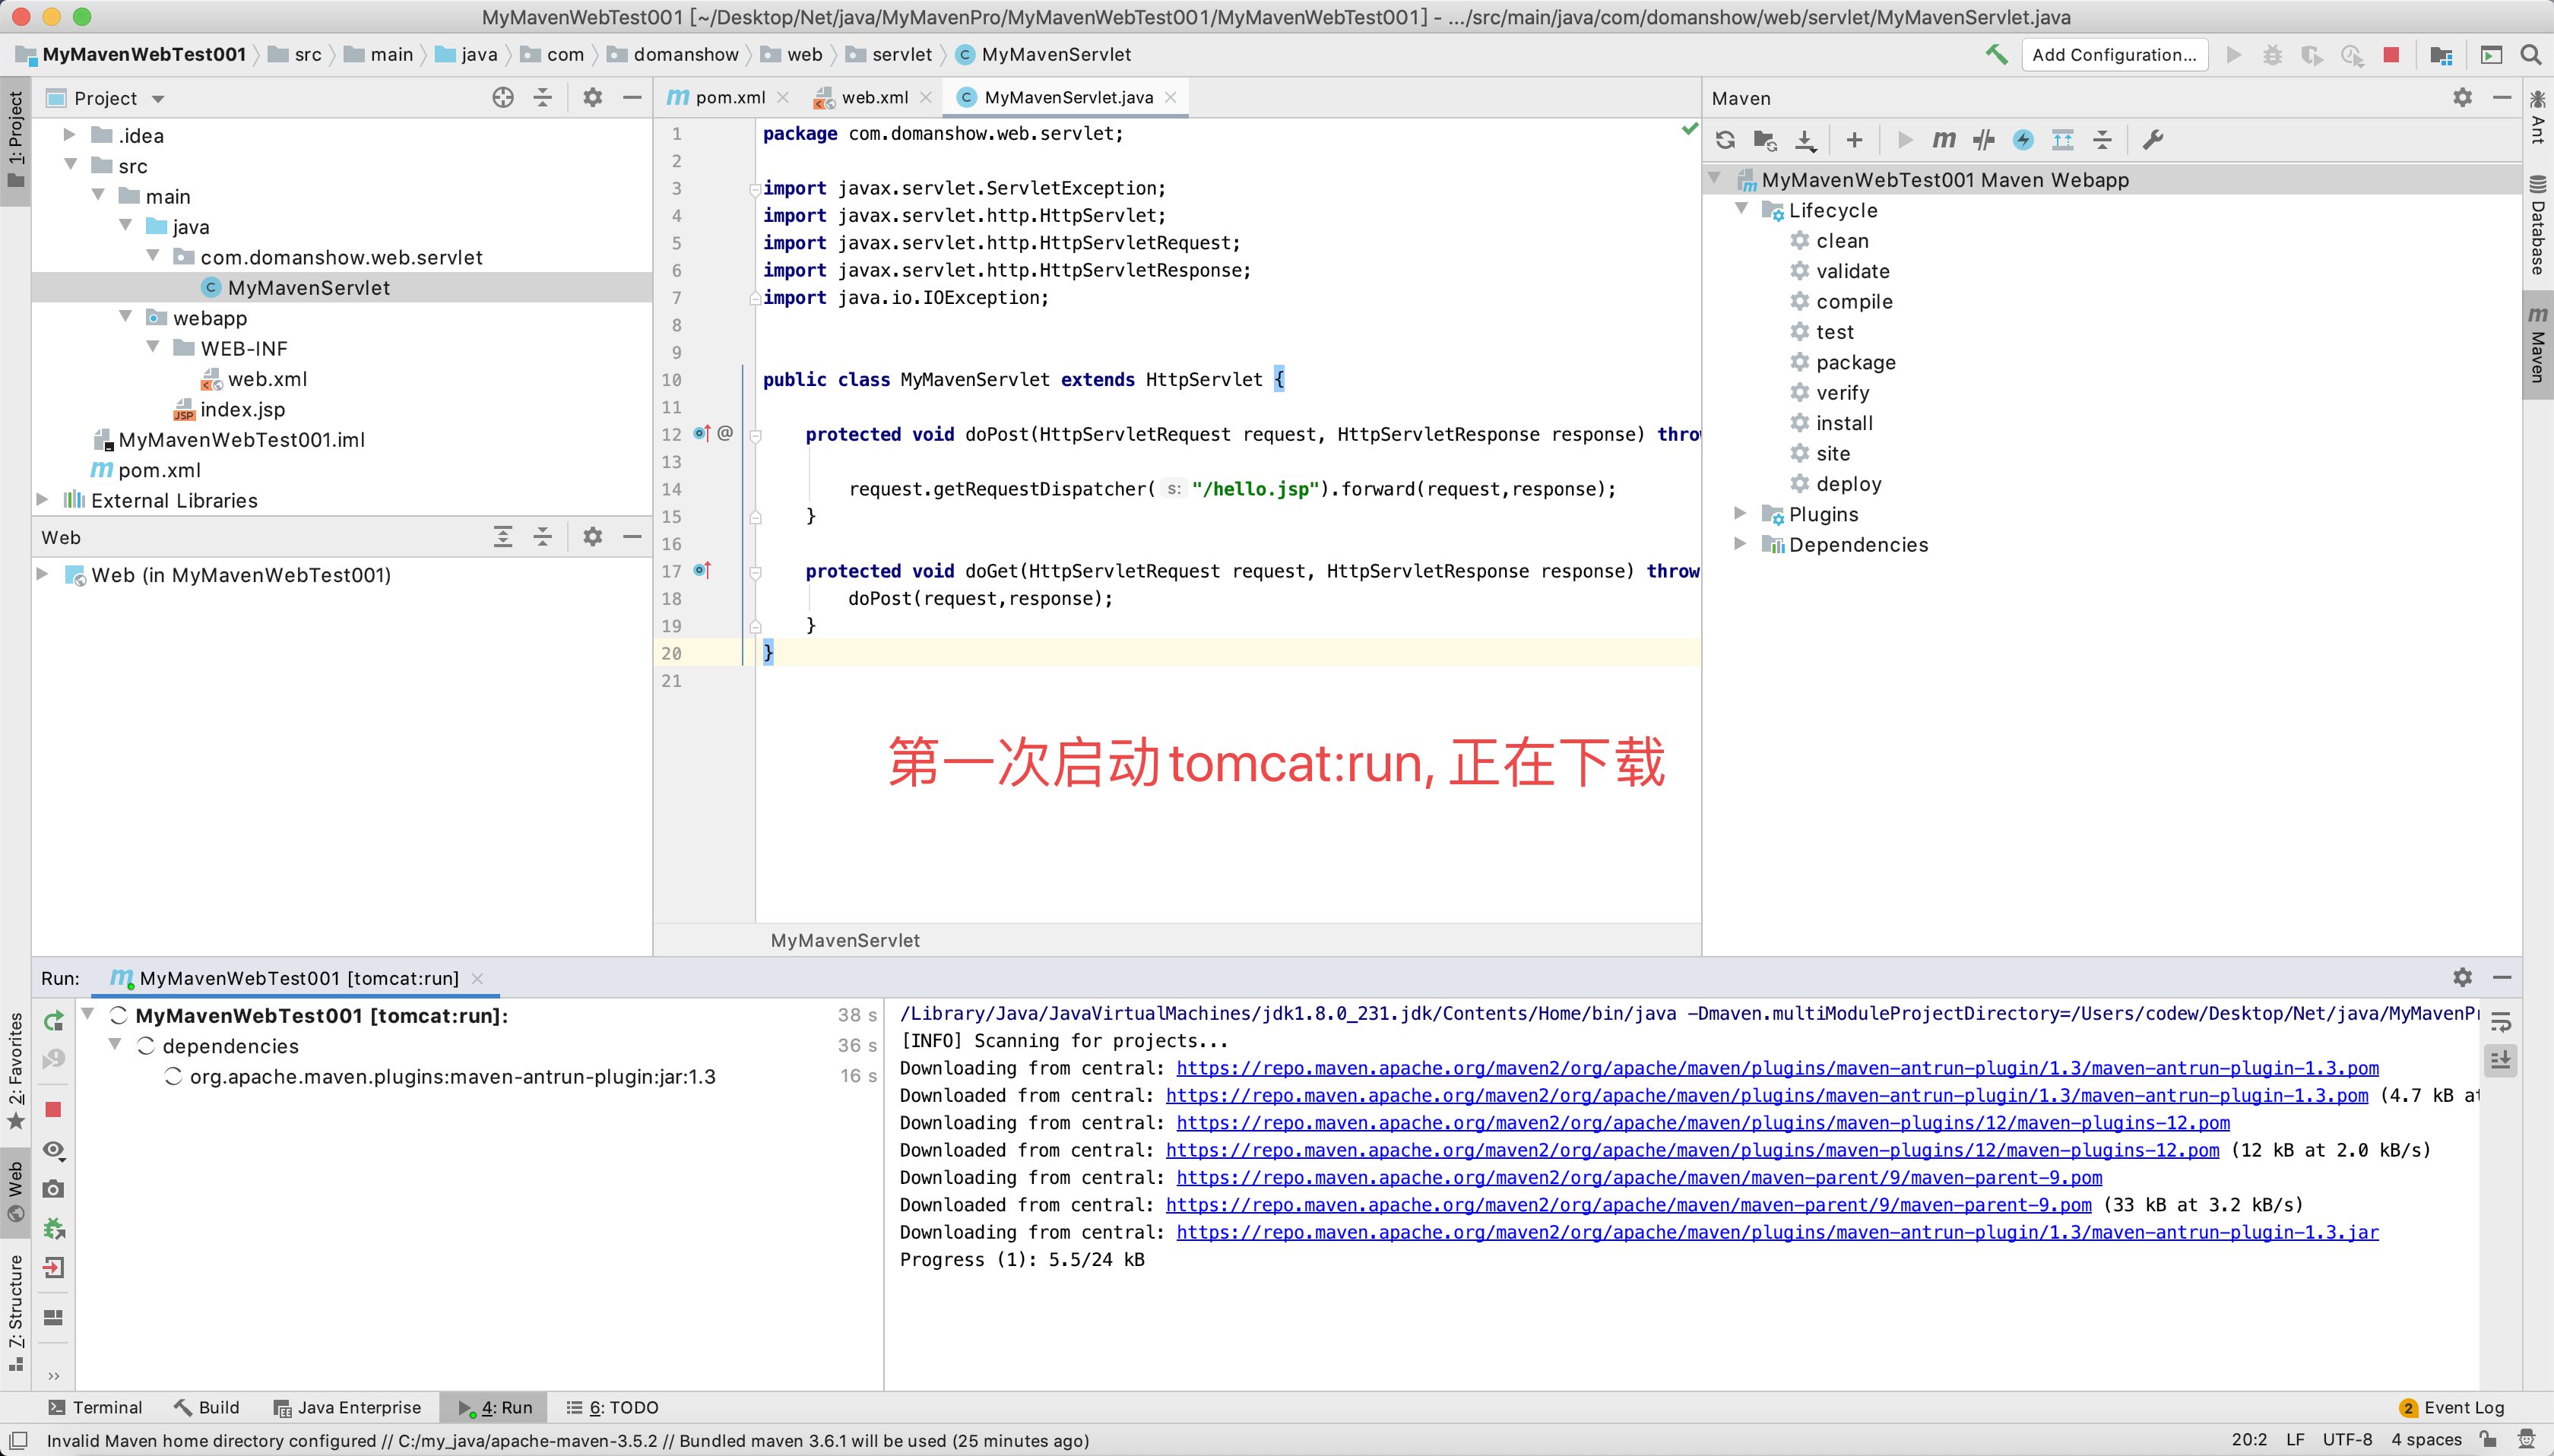 MyMavenWebTest001 [~/Desktop/Net/java/MyMavenPro/MyMavenWebTest001/MyMavenWebTest001] - .../src/main/java/com/domanshow/web/servlet/MyMavenServlet.java
MyMavenWebTest001 src main java com domanshow web servlet MyMavenServlet Add Configuration...
1: Project
Project
.idea
src
main
java
com.domanshow.web.servlet
MyMavenServlet
webapp
WEB-INF
web.xml
index.jsp
MyMavenWebTest001.iml
pom.xml
External Libraries
Web
Web (in MyMavenWebTest001)
pom.xml web.xml MyMavenServlet.java
1 package com.domanshow.web.servlet;
2
3 import javax.servlet.ServletException;
4 import javax.servlet.http.HttpServlet;
5 import javax.servlet.http.HttpServletRequest;
6 import javax.servlet.http.HttpServletResponse;
7 import java.io.IOException;
8
9
10 public class MyMavenServlet extends HttpServlet {
11
12 @ protected void doPost(HttpServletRequest request, HttpServletResponse response) throw
13
14 request.getRequestDispatcher( s: "/hello.jsp").forward(request,response);
15 }
16
17 protected void doGet(HttpServletRequest request, HttpServletResponse response) throw
18 doPost(request,response);
19 }
20 }
21
第一次启动tomcat:run, 正在下载
MyMavenServlet
Maven
MyMavenWebTest001 Maven Webapp
Lifecycle
clean
validate
compile
test
package
verify
install
site
deploy
Plugins
Dependencies
Ant
Database
Maven
Run: MyMavenWebTest001 [tomcat:run]
MyMavenWebTest001 [tomcat:run]: 38 s
dependencies 36 s
org.apache.maven.plugins:maven-antrun-plugin:jar:1.3 16 s
/Library/Java/JavaVirtualMachines/jdk1.8.0_231.jdk/Contents/Home/bin/java -Dmaven.multiModuleProjectDirectory=/Users/codew/Desktop/Net/java/MyMavenPr
[INFO] Scanning for projects...
Downloading from central: https://repo.maven.apache.org/maven2/org/apache/maven/plugins/maven-antrun-plugin/1.3/maven-antrun-plugin-1.3.pom
Downloaded from central: https://repo.maven.apache.org/maven2/org/apache/maven/plugins/maven-antrun-plugin/1.3/maven-antrun-plugin-1.3.pom (4.7 kB at
Downloading from central: https://repo.maven.apache.org/maven2/org/apache/maven/plugins/maven-plugins/12/maven-plugins-12.pom
Downloaded from central: https://repo.maven.apache.org/maven2/org/apache/maven/plugins/maven-plugins/12/maven-plugins-12.pom (12 kB at 2.0 kB/s)
Downloading from central: https://repo.maven.apache.org/maven2/org/apache/maven/maven-parent/9/maven-parent-9.pom
Downloaded from central: https://repo.maven.apache.org/maven2/org/apache/maven/maven-parent/9/maven-parent-9.pom (33 kB at 3.2 kB/s)
Downloading from central: https://repo.maven.apache.org/maven2/org/apache/maven/plugins/maven-antrun-plugin/1.3/maven-antrun-plugin-1.3.jar
Progress (1): 5.5/24 kB
2: Favorites
Web
Z: Structure
Terminal Build Java Enterprise 4: Run 6: TODO 2 Event Log
Invalid Maven home directory configured // C:/my_java/apache-maven-3.5.2 // Bundled maven 3.6.1 will be used (25 minutes ago) 20:2 LF UTF-8 4 spaces